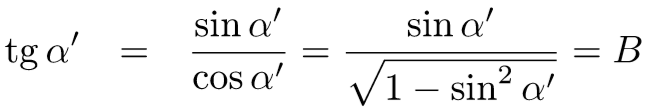 tg α′ = sin α′ / cos α′ = sin α′ / √(1 − sin² α′) = B